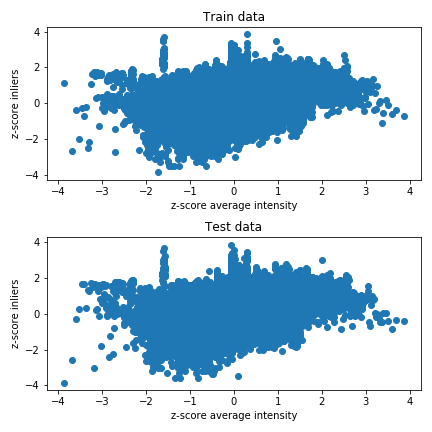 Train data
4
2
0
−2
−4
z-score inliers
−4 −3 −2 −1 0 1 2 3 4
z-score average intensity
Test data
4
2
0
−2
−4
z-score inliers
−4 −3 −2 −1 0 1 2 3 4
z-score average intensity